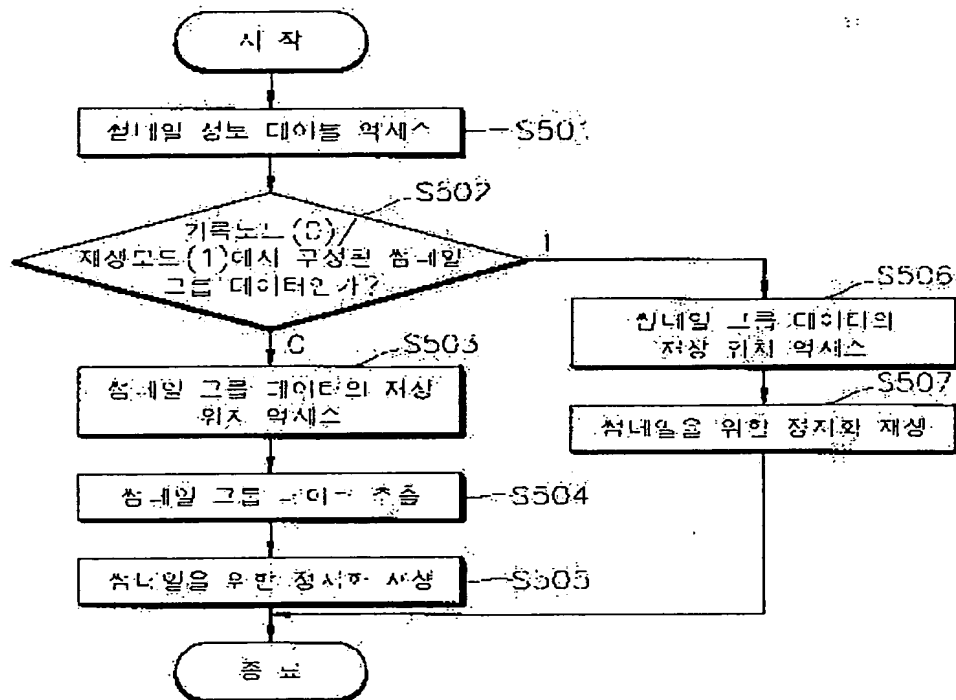 시 작
썸네일 정보 테이블 억세스
S501
S502
기록모드(0)/
재생모드(1)에서 구성된 썸네일
그룹 데이터인가?
1
0
S503
썸네일 그룹 데이터의 저장
위치 억세스
S506
썸네일 그룹 데이터의
저장 위치 억세스
S507
썸네일을 위한 정지화 재생
썸네일 그룹 데이터 추출
S504
썸네일을 위한 정지화 재생
S505
종 료